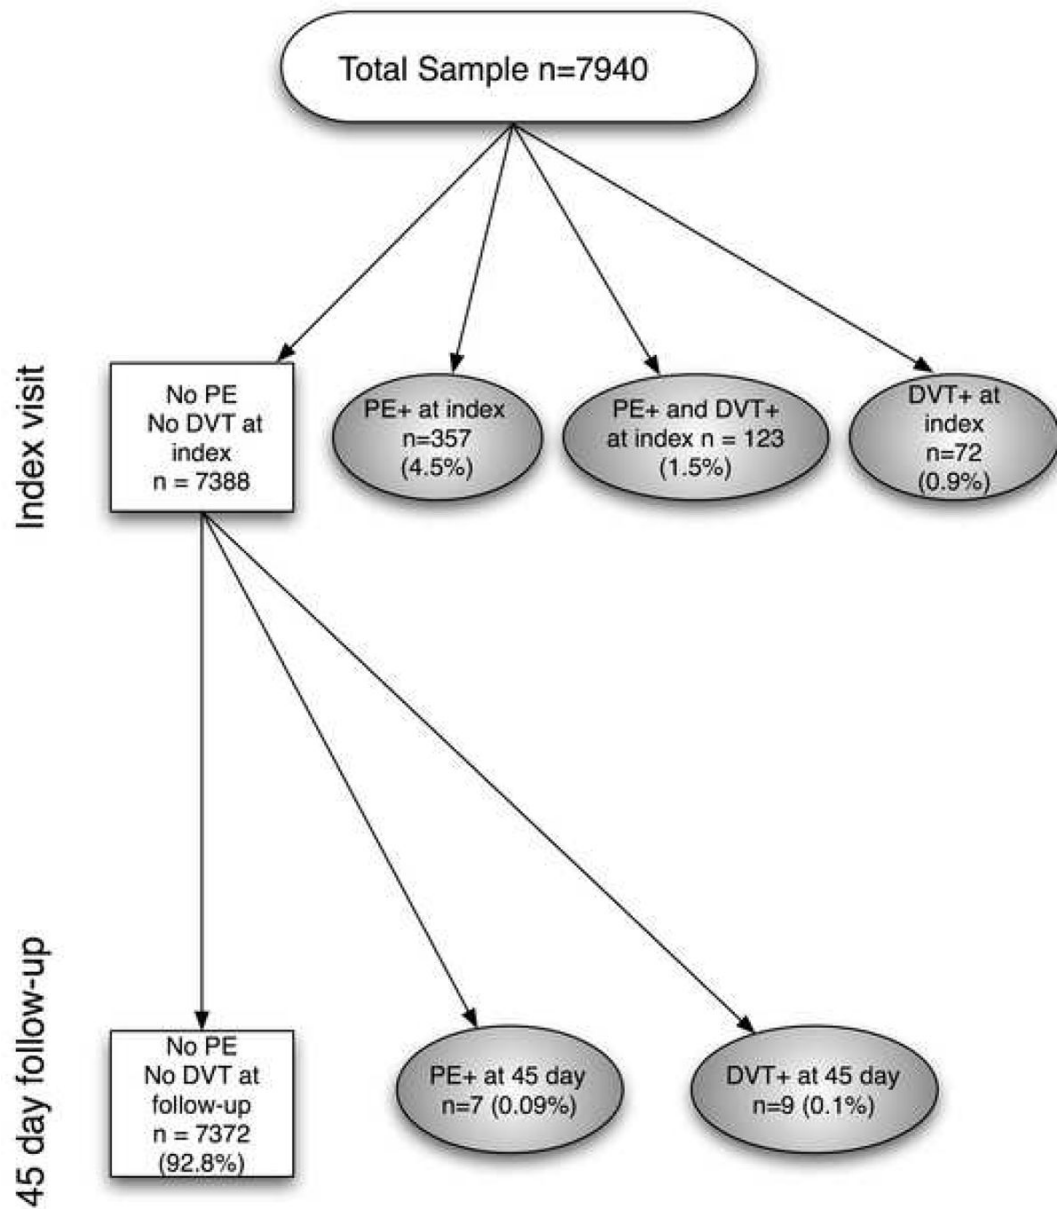 Total Sample n=7940
Index visit
No PE
No DVT at
index
n = 7388
PE+ at index
n=357
(4.5%)
PE+ and DVT+
at index n = 123
(1.5%)
DVT+ at
index
n=72
(0.9%)
45 day follow-up
No PE
No DVT at
follow-up
n = 7372
(92.8%)
PE+ at 45 day
n=7 (0.09%)
DVT+ at 45 day
n=9 (0.1%)